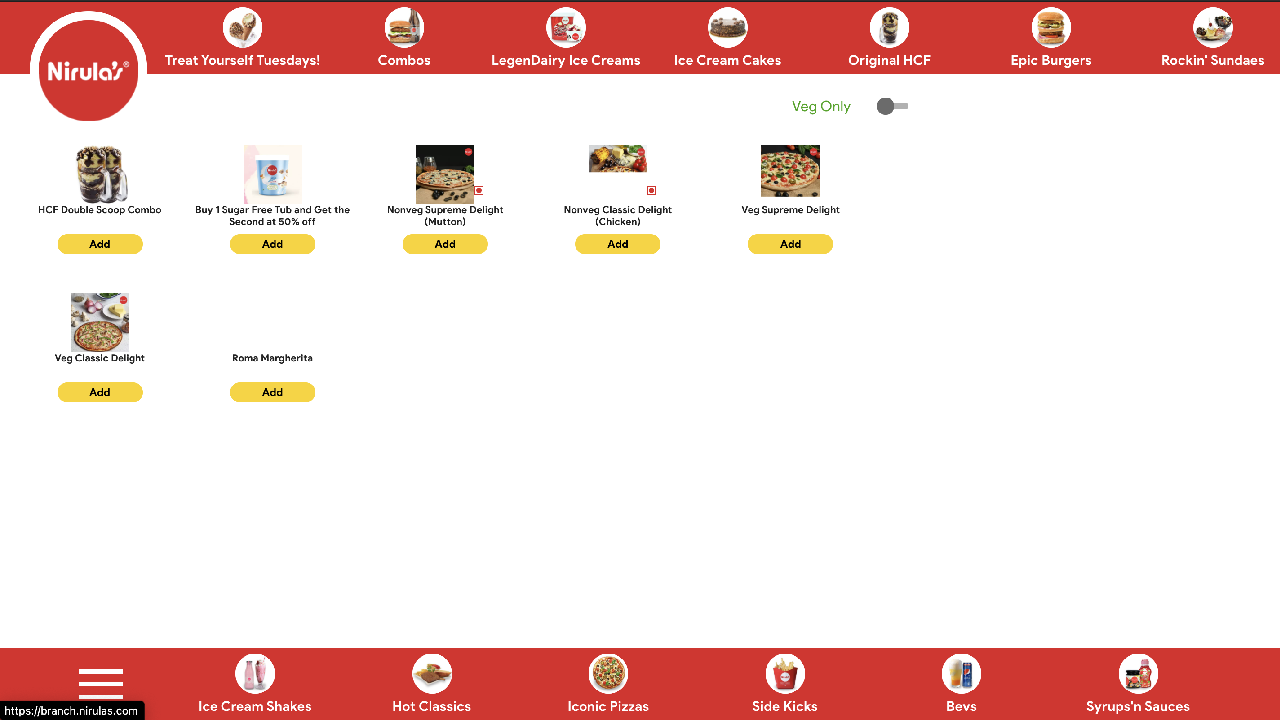 Nirula's®
Treat Yourself Tuesdays!
Combos
LegenDairy Ice Creams
Ice Cream Cakes
Original HCF
Epic Burgers
Rockin' Sundaes
Veg Only
HCF Double Scoop Combo
Add
Buy 1 Sugar Free Tub and Get the
Second at 50% off
Add
Nonveg Supreme Delight
(Mutton)
Add
Nonveg Classic Delight
(Chicken)
Add
Veg Supreme Delight
Add
Veg Classic Delight
Add
Roma Margherita
Add
Ice Cream Shakes
Hot Classics
Iconic Pizzas
Side Kicks
Bevs
Syrups'n Sauces
https://branch.nirulas.com